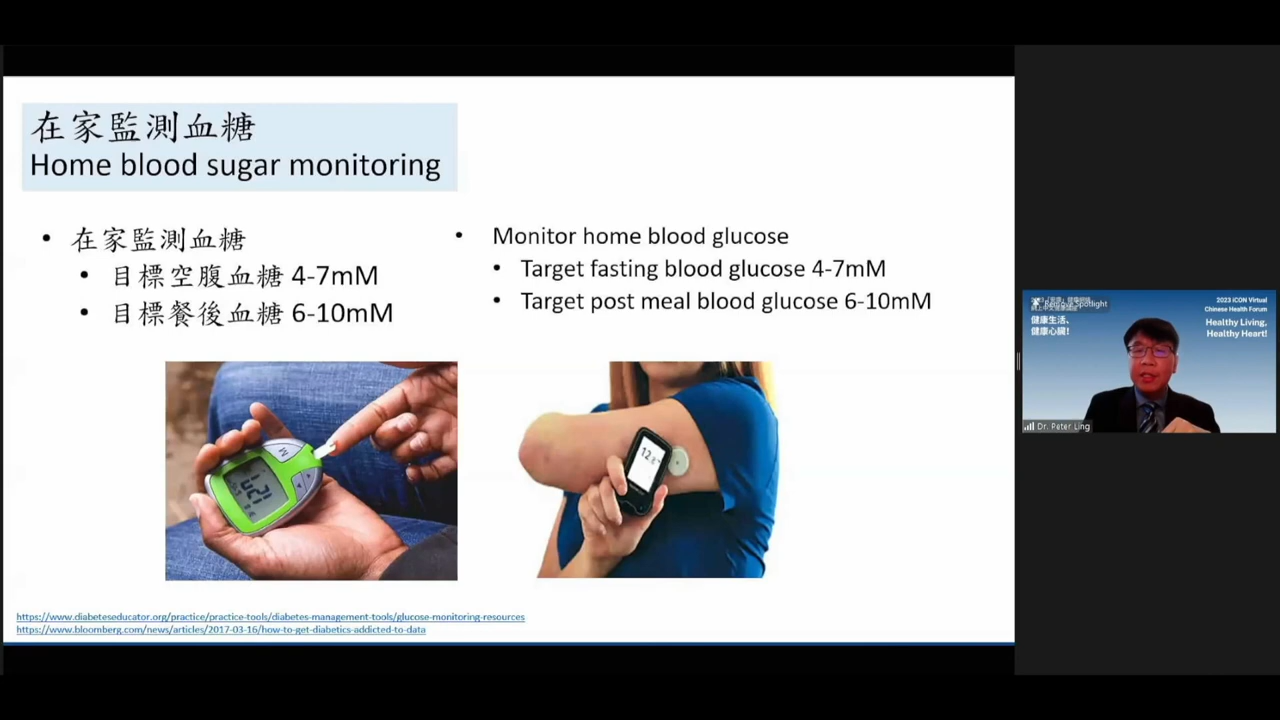 在家監測血糖
Home blood sugar monitoring
• 在家監測血糖
• 目標空腹血糖 4-7mM
• 目標餐後血糖 6-10mM
• Monitor home blood glucose
• Target fasting blood glucose 4-7mM
• Target post meal blood glucose 6-10mM
M
121
12.
https://www.diabeteseducator.org/practice/practice-tools/diabetes-management-tools/glucose-monitoring-resources
https://www.bloomberg.com/news/articles/2017-03-16/how-to-get-diabetics-addicted-to-data
Remove Spotlight
健康生活、
健康心臟!
2023 iCON Virtual
Chinese Health Forum
Healthy Living,
Healthy Heart!
Dr. Peter Ling